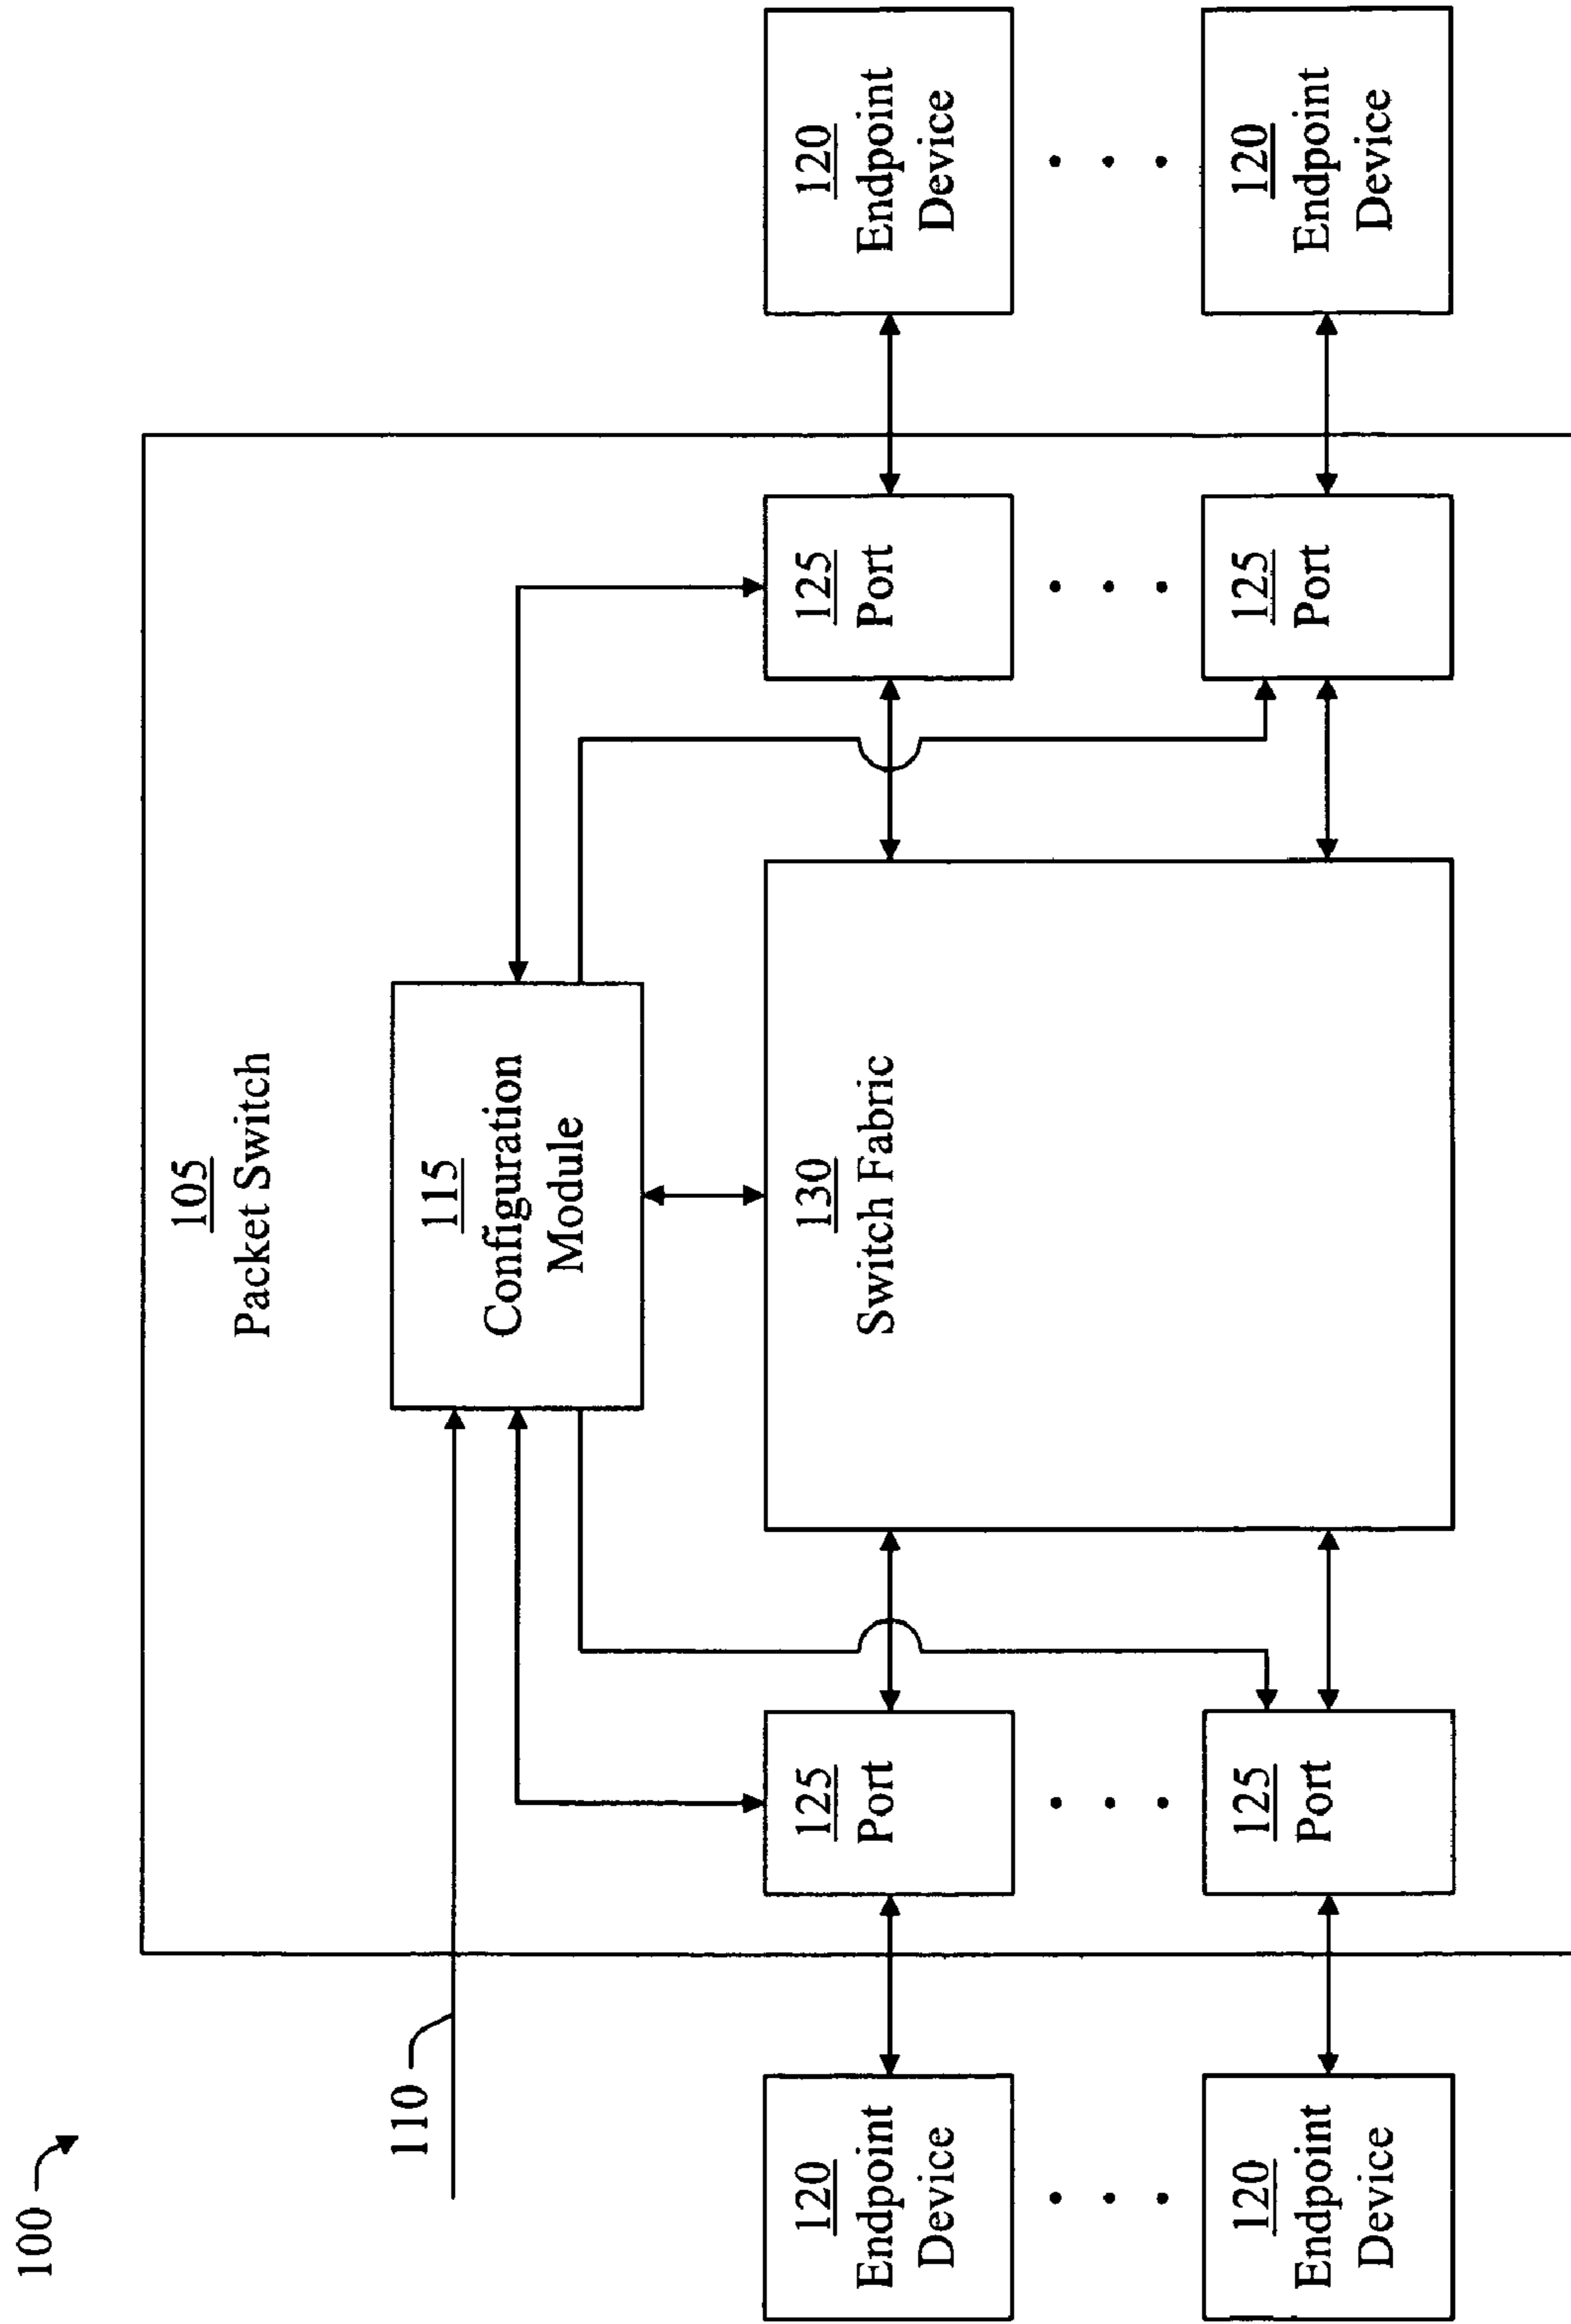 100
105
Packet Switch
110
115
Configuration
Module
120
Endpoint
Device
125
Port
130
Switch Fabric
125
Port
120
Endpoint
Device
120
Endpoint
Device
125
Port
125
Port
120
Endpoint
Device